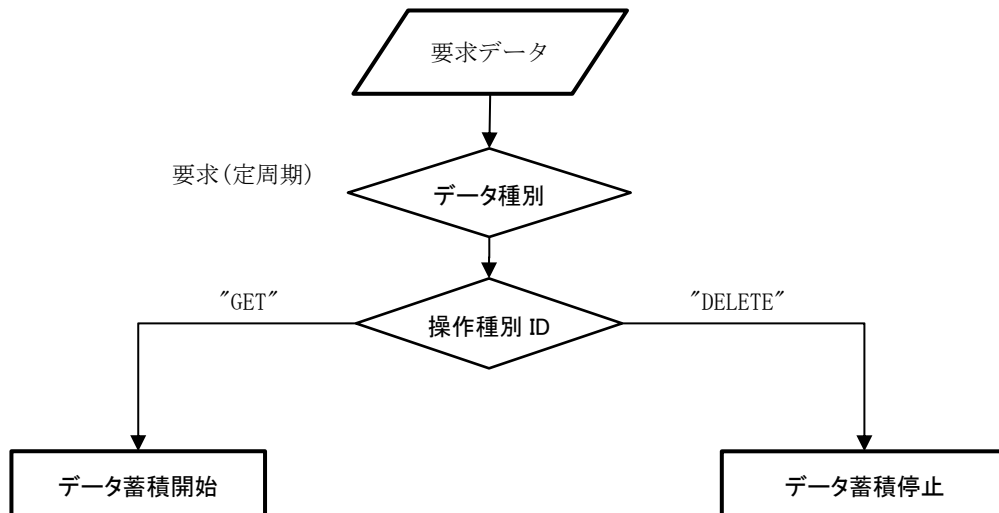 要求データ
要求(定周期)
データ種別
"GET"
"DELETE"
操作種別 ID
データ蓄積開始
データ蓄積停止